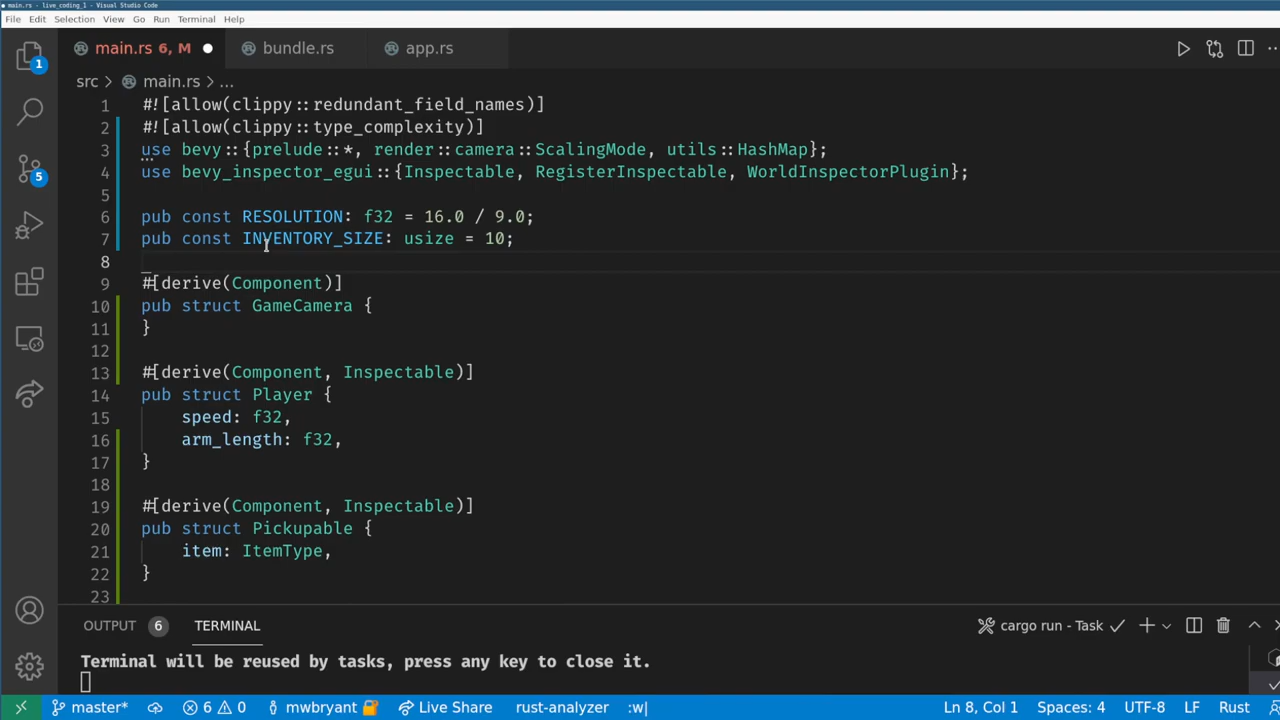 main.rs - live_coding_1 - Visual Studio Code
File Edit Selection View Go Run Terminal Help
main.rs 6, M bundle.rs app.rs
src > main.rs > ...
1 #![allow(clippy::redundant_field_names)]
2 #![allow(clippy::type_complexity)]
3 use bevy::{prelude::*, render::camera::ScalingMode, utils::HashMap};
4 use bevy_inspector_egui::{Inspectable, RegisterInspectable, WorldInspectorPlugin};
5
6 pub const RESOLUTION: f32 = 16.0 / 9.0;
7 pub const INVENTORY_SIZE: usize = 10;
8
9 #[derive(Component)]
10 pub struct GameCamera {
11 }
12
13 #[derive(Component, Inspectable)]
14 pub struct Player {
15 speed: f32,
16 arm_length: f32,
17 }
18
19 #[derive(Component, Inspectable)]
20 pub struct Pickupable {
21 item: ItemType,
22 }
23
1
5
OUTPUT 6 TERMINAL cargo run - Task
Terminal will be reused by tasks, press any key to close it.
master* 6 0 mwbryant Live Share rust-analyzer :w| Ln 8, Col 1 Spaces: 4 UTF-8 LF Rust